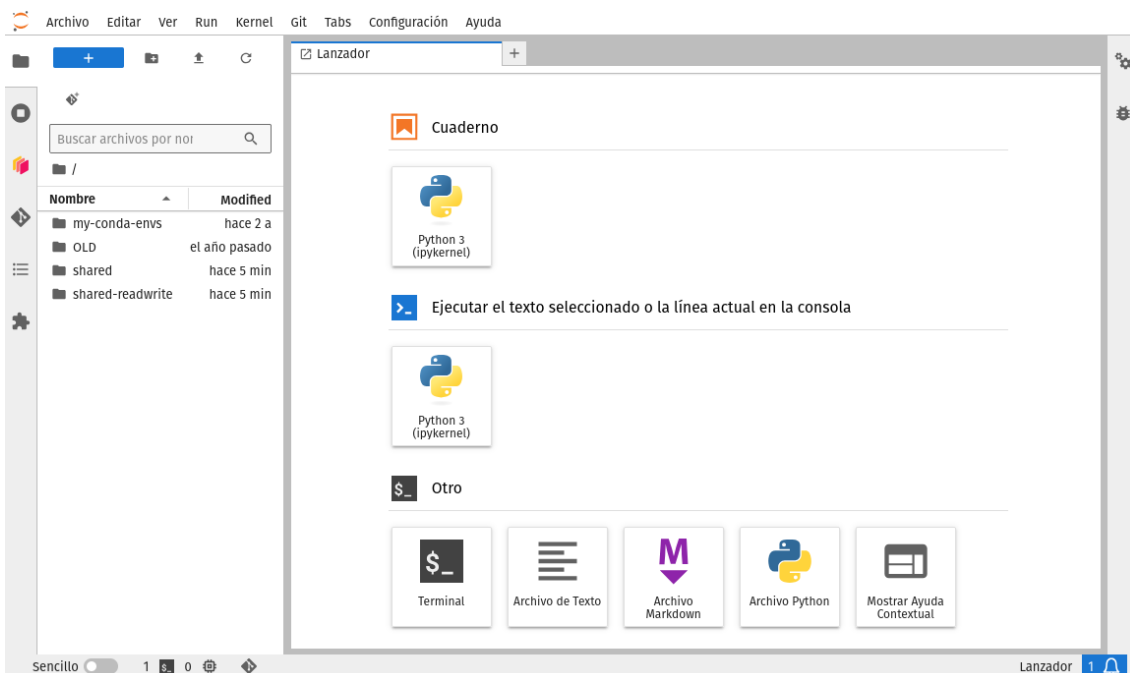 Archivo Editar Ver Run Kernel Git Tabs Configuración Ayuda
+
Lanzador
+
Buscar archivos por nor
/
Nombre Modified
my-conda-envs hace 2 a
OLD el año pasado
shared hace 5 min
shared-readwrite hace 5 min
Cuaderno
Python 3
(ipykernel)
>_ Ejecutar el texto seleccionado o la línea actual en la consola
Python 3
(ipykernel)
$_ Otro
$_
Terminal
Archivo de Texto
M
Archivo
Markdown
Archivo Python
Mostrar Ayuda
Contextual
Sencillo 1 $_ 0 Lanzador 1